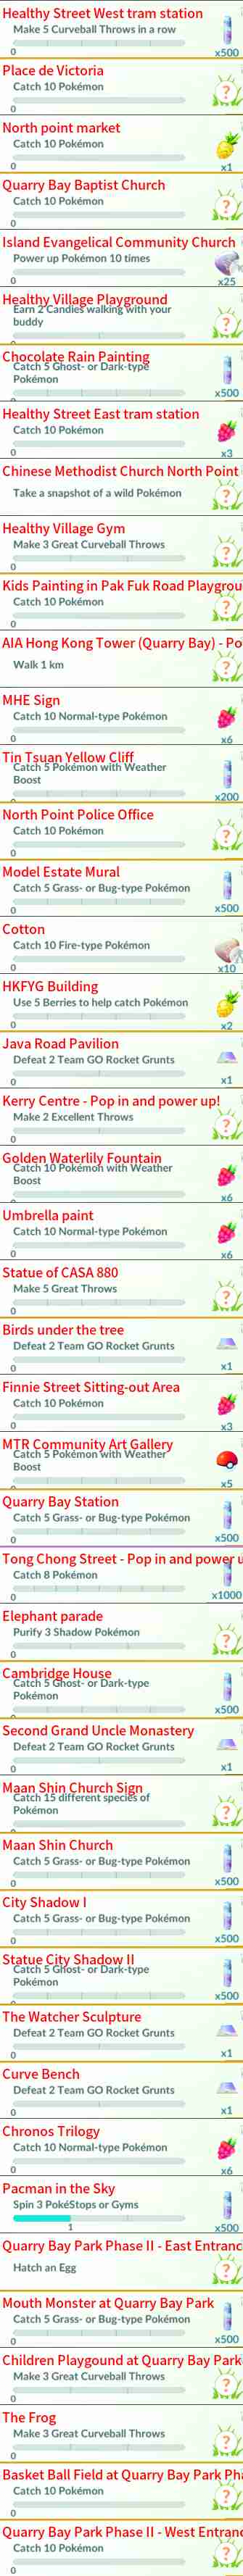 Healthy Street West tram station
Make 5 Curveball Throws in a row
0
x500
Place de Victoria
Catch 10 Pokémon
0
?
North point market
Catch 10 Pokémon
0
x1
Quarry Bay Baptist Church
Catch 10 Pokémon
0
?
Island Evangelical Community Church
Power up Pokémon 10 times
0
x25
Healthy Village Playground
Earn 2 Candies walking with your
buddy
?
Chocolate Rain Painting
Catch 5 Ghost- or Dark-type
Pokémon
0
x500
Healthy Street East tram station
Catch 10 Pokémon
0
x3
Chinese Methodist Church North Point
Take a snapshot of a wild Pokémon
?
Healthy Village Gym
Make 3 Great Curveball Throws
0
?
Kids Painting in Pak Fuk Road Playgrou
Catch 10 Pokémon
0
?
AIA Hong Kong Tower (Quarry Bay) - Po
Walk 1 km
?
MHE Sign
Catch 10 Normal-type Pokémon
0
x6
Tin Tsuan Yellow Cliff
Catch 5 Pokémon with Weather
Boost
0
x200
North Point Police Office
Catch 10 Pokémon
0
?
Model Estate Mural
Catch 5 Grass- or Bug-type Pokémon
0
x500
Cotton
Catch 10 Fire-type Pokémon
0
x10
HKFYG Building
Use 5 Berries to help catch Pokémon
0
x2
Java Road Pavilion
Defeat 2 Team GO Rocket Grunts
0
x1
Kerry Centre - Pop in and power up!
Make 2 Excellent Throws
0
?
Golden Waterlily Fountain
Catch 10 Pokémon with Weather
Boost
0
x6
Umbrella paint
Catch 10 Normal-type Pokémon
0
x6
Statue of CASA 880
Make 5 Great Throws
0
?
Birds under the tree
Defeat 2 Team GO Rocket Grunts
0
x1
Finnie Street Sitting-out Area
Catch 10 Pokémon
0
x3
MTR Community Art Gallery
Catch 5 Pokémon with Weather
Boost
0
x5
Quarry Bay Station
Catch 5 Grass- or Bug-type Pokémon
0
x500
Tong Chong Street - Pop in and power u
Catch 8 Pokémon
0
x1000
Elephant parade
Purify 3 Shadow Pokémon
0
?
Cambridge House
Catch 5 Ghost- or Dark-type
Pokémon
0
x500
Second Grand Uncle Monastery
Defeat 2 Team GO Rocket Grunts
0
x1
Maan Shin Church Sign
Catch 15 different species of
Pokémon
0
?
Maan Shin Church
Catch 5 Grass- or Bug-type Pokémon
0
x500
City Shadow I
Catch 5 Grass- or Bug-type Pokémon
0
x500
Statue City Shadow II
Catch 5 Ghost- or Dark-type
Pokémon
0
x500
The Watcher Sculpture
Defeat 2 Team GO Rocket Grunts
0
x1
Curve Bench
Defeat 2 Team GO Rocket Grunts
0
x1
Chronos Trilogy
Catch 10 Normal-type Pokémon
0
x6
Pacman in the Sky
Spin 3 PokéStops or Gyms
1
x500
Quarry Bay Park Phase II - East Entranc
Hatch an Egg
?
Mouth Monster at Quarry Bay Park
Catch 5 Grass- or Bug-type Pokémon
0
x500
Children Playgound at Quarry Bay Park
Make 3 Great Curveball Throws
0
?
The Frog
Make 3 Great Curveball Throws
0
?
Basket Ball Field at Quarry Bay Park Pha
Catch 10 Pokémon
0
?
Quarry Bay Park Phase II - West Entranc
Catch 10 Pokémon
0
?